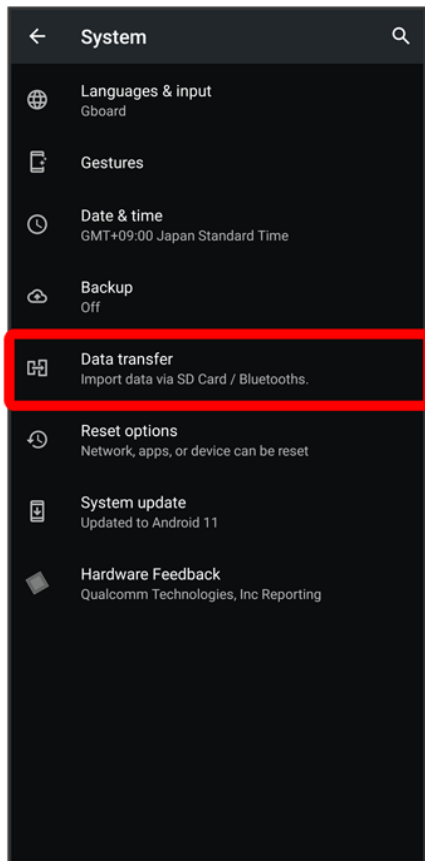 System
Languages & input
Gboard
Gestures
Date & time
GMT+09:00 Japan Standard Time
Backup
Off
Data transfer
Import data via SD Card / Bluetooths.
Reset options
Network, apps, or device can be reset
System update
Updated to Android 11
Hardware Feedback
Qualcomm Technologies, Inc Reporting